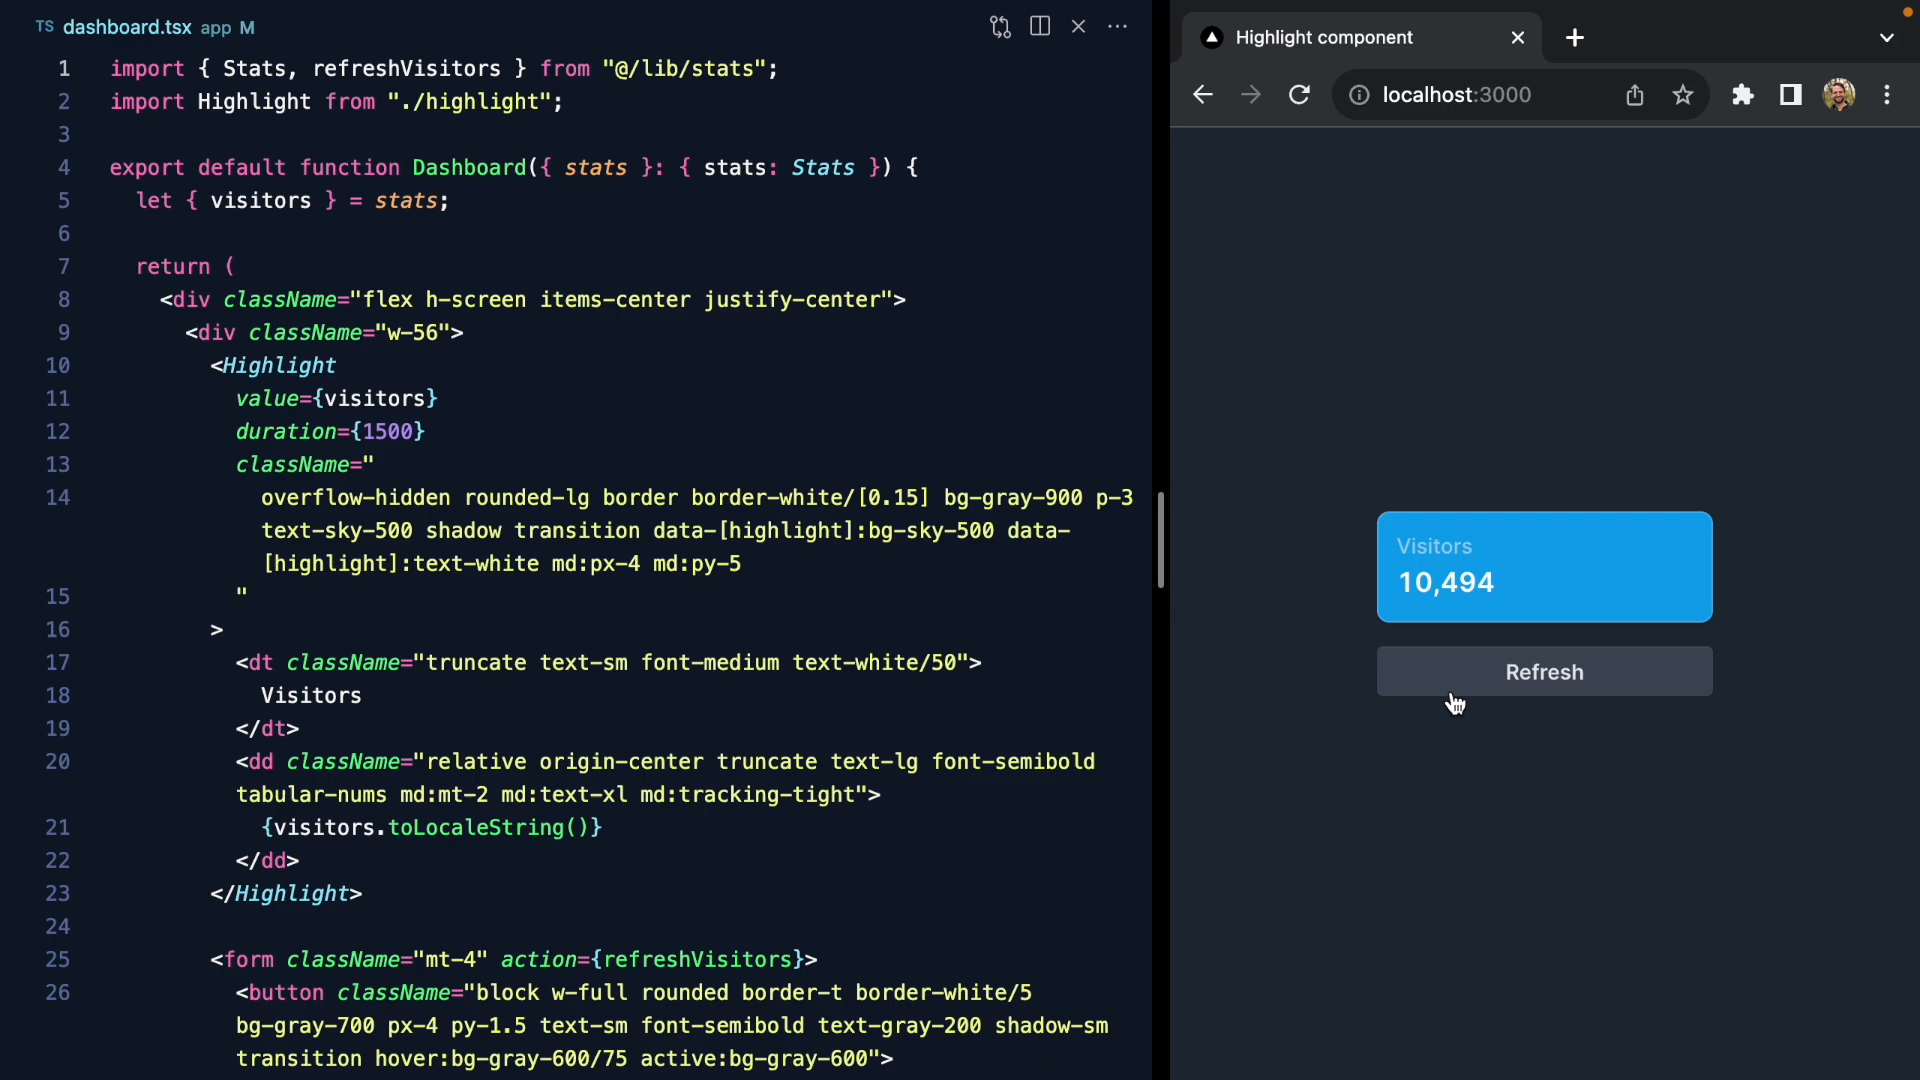 TS dashboard.tsx app M
1 import { Stats, refreshVisitors } from "@/lib/stats";
2 import Highlight from "./highlight";
3
4 export default function Dashboard({ stats }: { stats: Stats }) {
5 let { visitors } = stats;
6
7 return (
8 <div className="flex h-screen items-center justify-center">
9 <div className="w-56">
10 <Highlight
11 value={visitors}
12 duration={1500}
13 className="
14 overflow-hidden rounded-lg border border-white/[0.15] bg-gray-900 p-3
text-sky-500 shadow transition data-[highlight]:bg-sky-500 data-
[highlight]:text-white md:px-4 md:py-5
15 "
16 >
17 <dt className="truncate text-sm font-medium text-white/50">
18 Visitors
19 </dt>
20 <dd className="relative origin-center truncate text-lg font-semibold
tabular-nums md:mt-2 md:text-xl md:tracking-tight">
21 {visitors.toLocaleString()}
22 </dd>
23 </Highlight>
24
25 <form className="mt-4" action={refreshVisitors}>
26 <button className="block w-full rounded border-t border-white/5
bg-gray-700 px-4 py-1.5 text-sm font-semibold text-gray-200 shadow-sm
transition hover:bg-gray-600/75 active:bg-gray-600">
Highlight component
localhost:3000
Visitors
10,494
Refresh